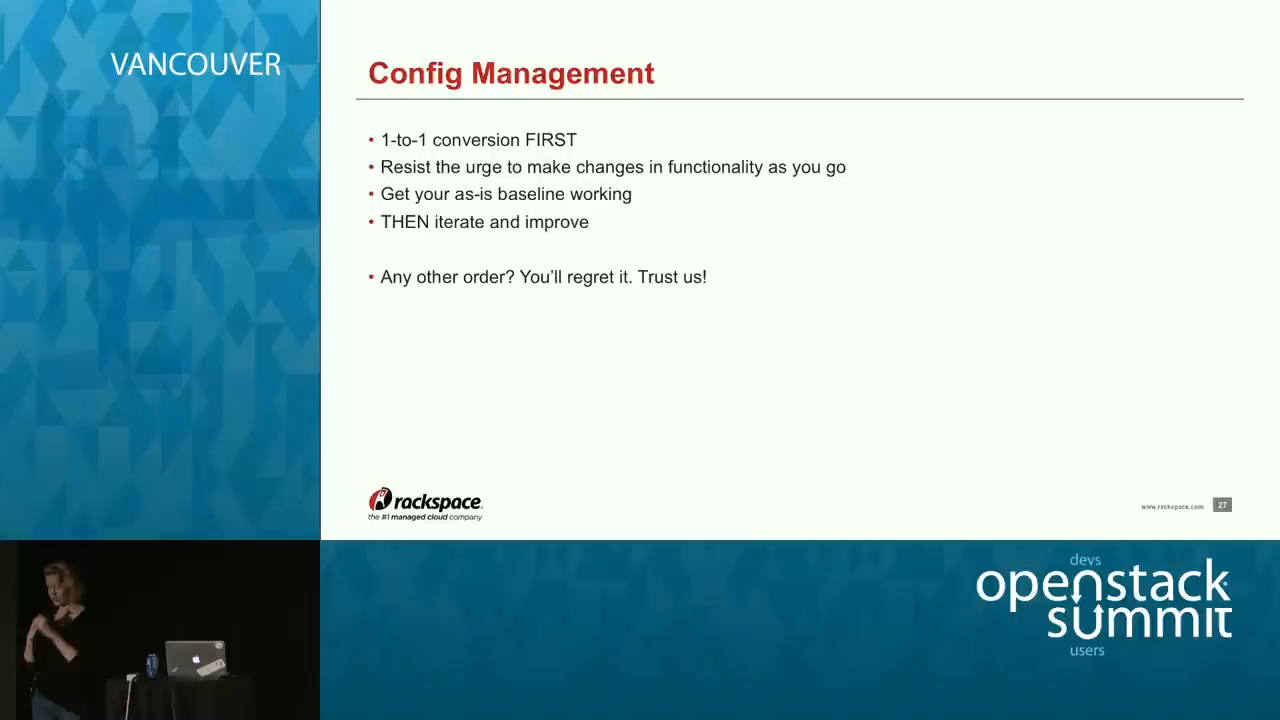 VANCOUVER
Config Management
• 1-to-1 conversion FIRST
• Resist the urge to make changes in functionality as you go
• Get your as-is baseline working
• THEN iterate and improve
• Any other order? You'll regret it. Trust us!
rackspace
the #1 managed cloud company
www.rackspace.com
27
devs
openstack
summit
users